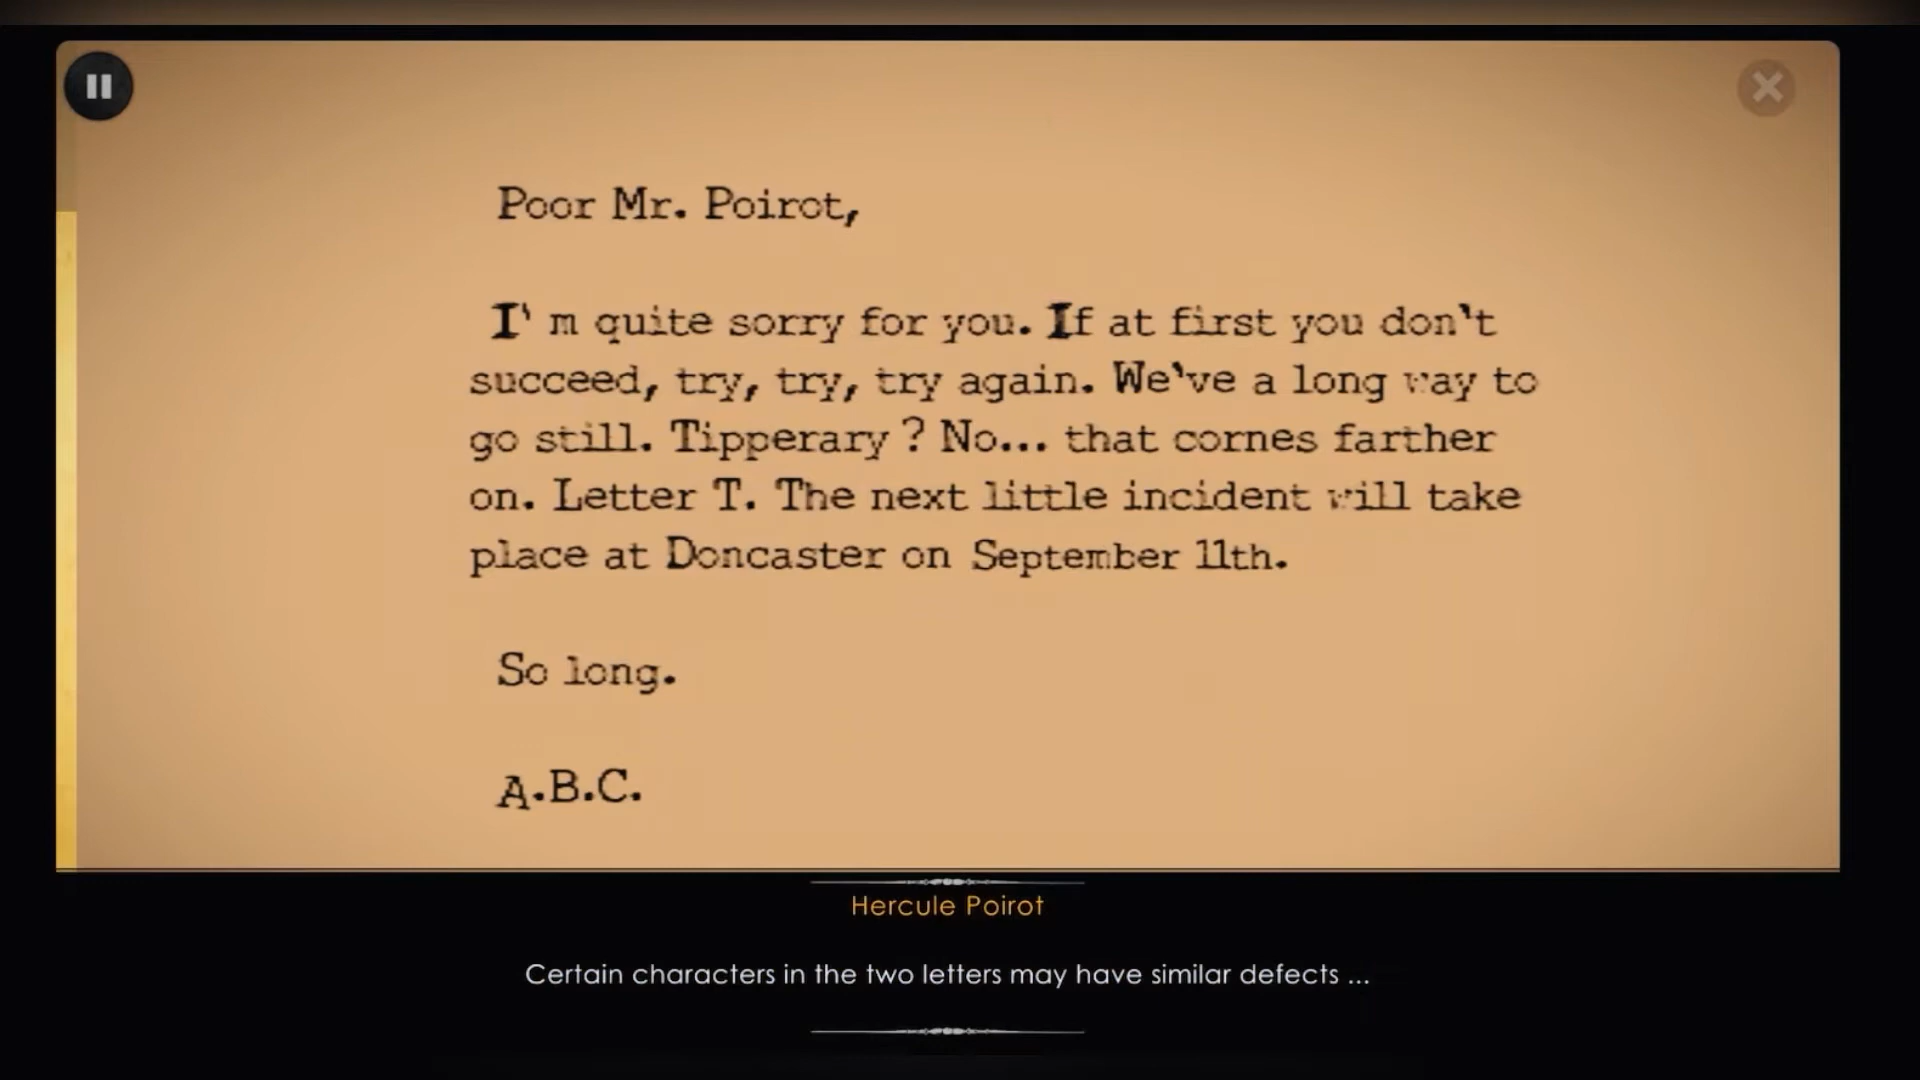 Poor Mr. Poirot,
I' m quite sorry for you. If at first you don't
succeed, try, try, try again. We've a long way to
go still. Tipperary ? No... that cornes farther
on. Letter T. The next little incident will take
place at Doncaster on September 11th.
So long.
A.B.C.
Hercule Poirot
Certain characters in the two letters may have similar defects ...